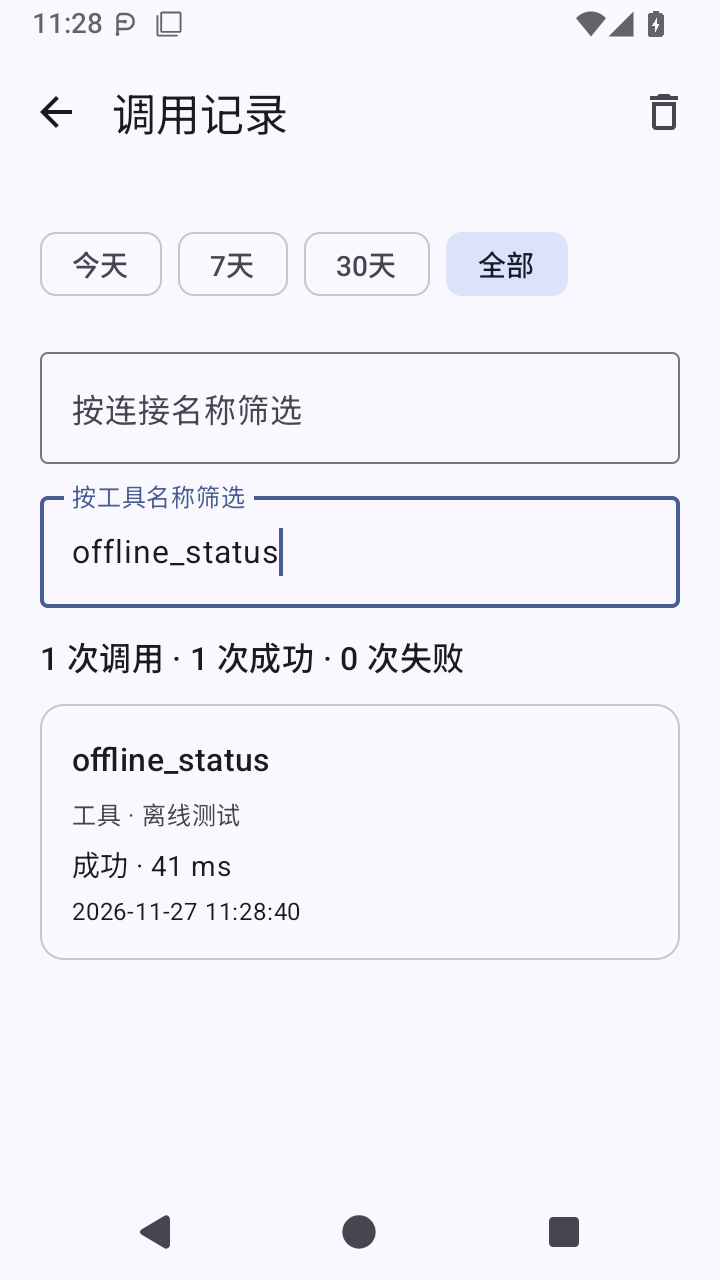 11:28
调用记录
今天 7天 30天 全部
按连接名称筛选
按工具名称筛选
offline_status
1 次调用 · 1 次成功 · 0 次失败
offline_status
工具 · 离线测试
成功 · 41 ms
2026-11-27 11:28:40